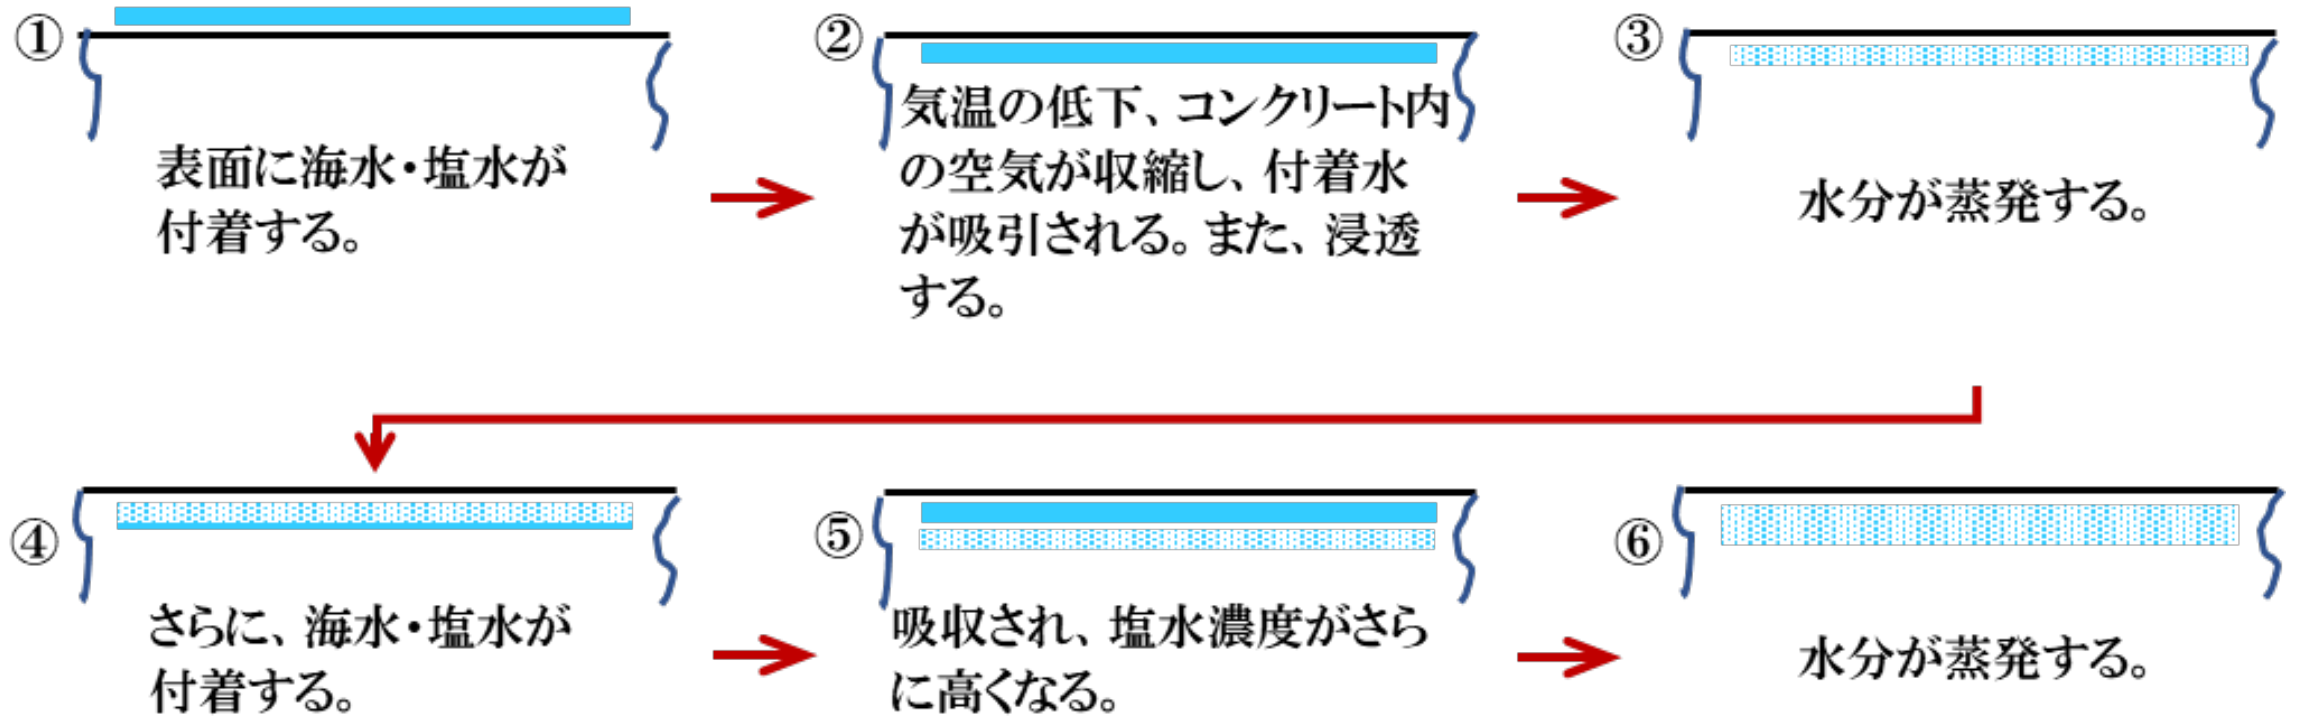 ①
表面に海水・塩水が
付着する。
②
気温の低下、コンクリート内
の空気が収縮し、付着水
が吸引される。また、浸透
する。
③
水分が蒸発する。
④
さらに、海水・塩水が
付着する。
⑤
吸収され、塩水濃度がさら
に高くなる。
⑥
水分が蒸発する。